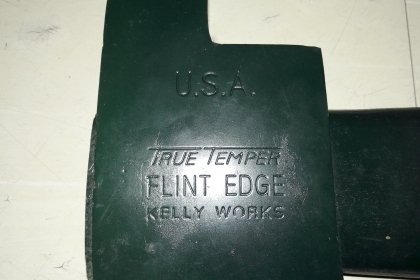 U.S.A.
TRUE TEMPER
FLINT EDGE
KELLY WORKS